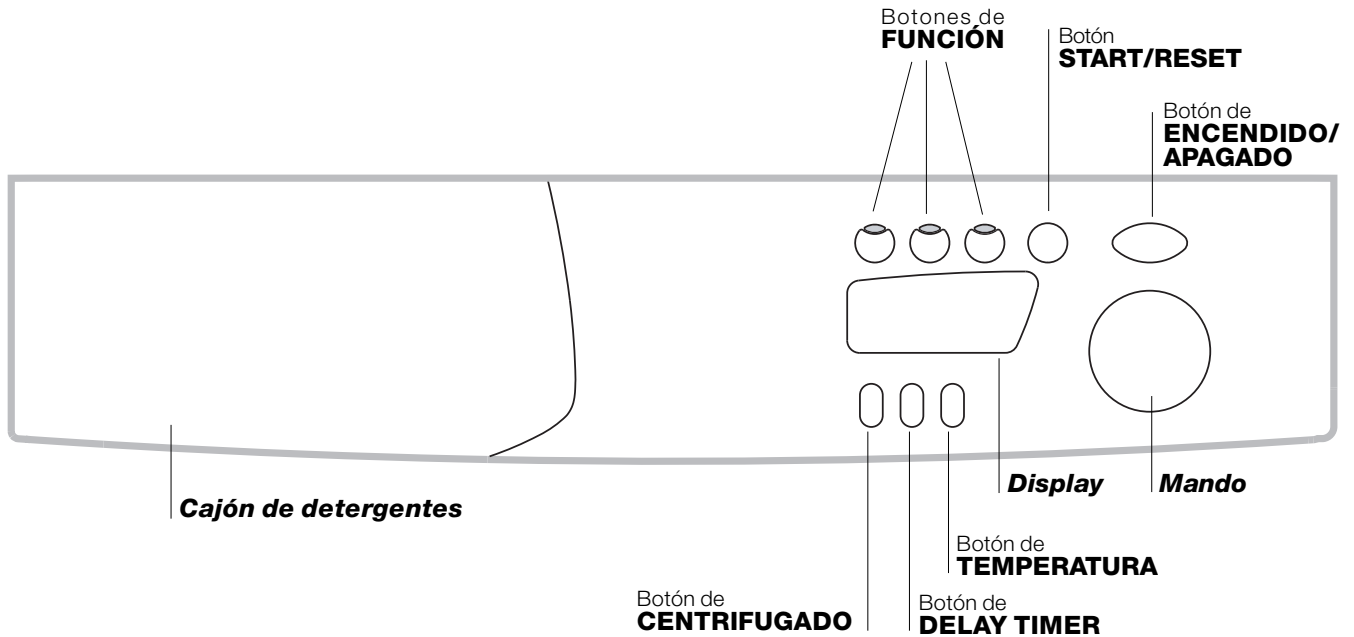 Botones de
FUNCIÓN
Botón
START/RESET
Botón de
ENCENDIDO/
APAGADO
Cajón de detergentes
Display
Mando
Botón de
TEMPERATURA
Botón de
CENTRIFUGADO
Botón de
DELAY TIMER